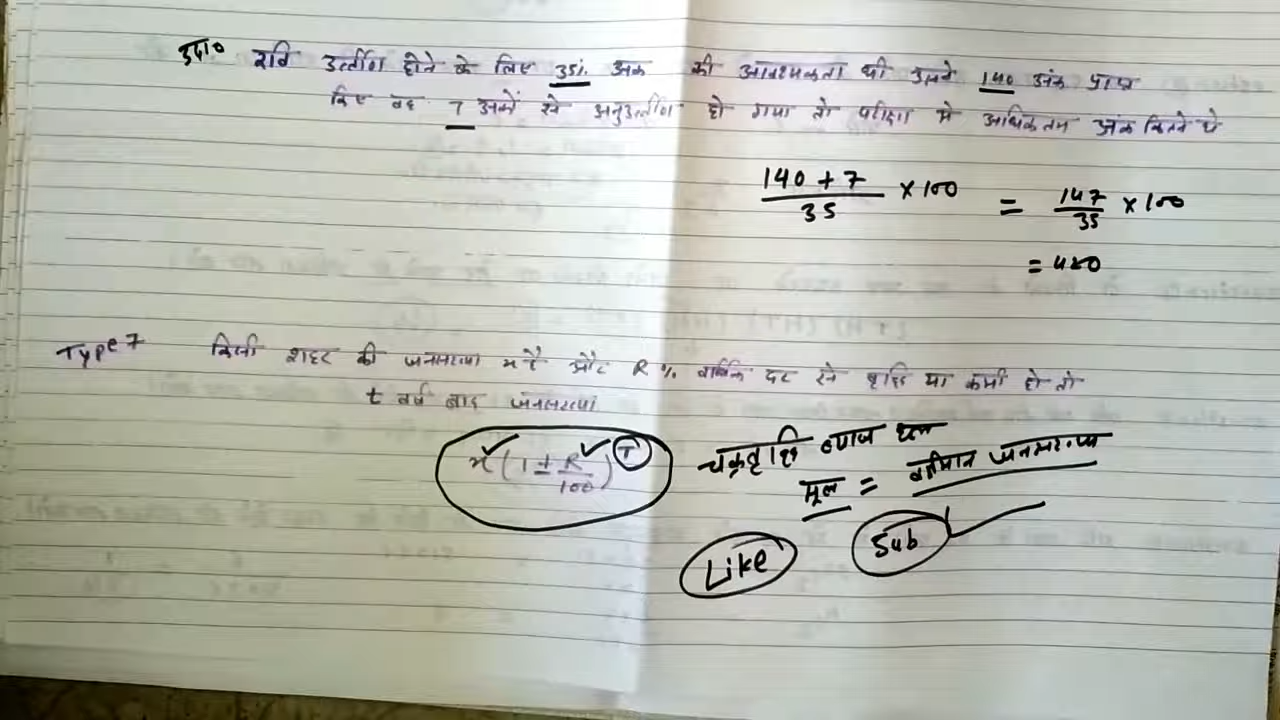 उदा० रवि उत्तीण होने के लिए 35% अंक की आवश्यकता थी उसने 140 अंक प्राप्त
किए वह 7 अंकों से अनुउत्तीण हो गया तो परीक्षा मे अधिकतम अंक कितने थे
140 + 7 / 35 × 100 = 147 / 35 × 100
= 420
Type 7 किसी शहर की जनसंख्या x है और R % वार्षिक दर से वृद्धि या कमी हो तो
t वर्ष बाद जनसंख्या
x ( 1 ± R / 100 ) T
चक्रवृद्धि ब्याज धन
मूल = वर्तमान जनसंख्या
Like Sub